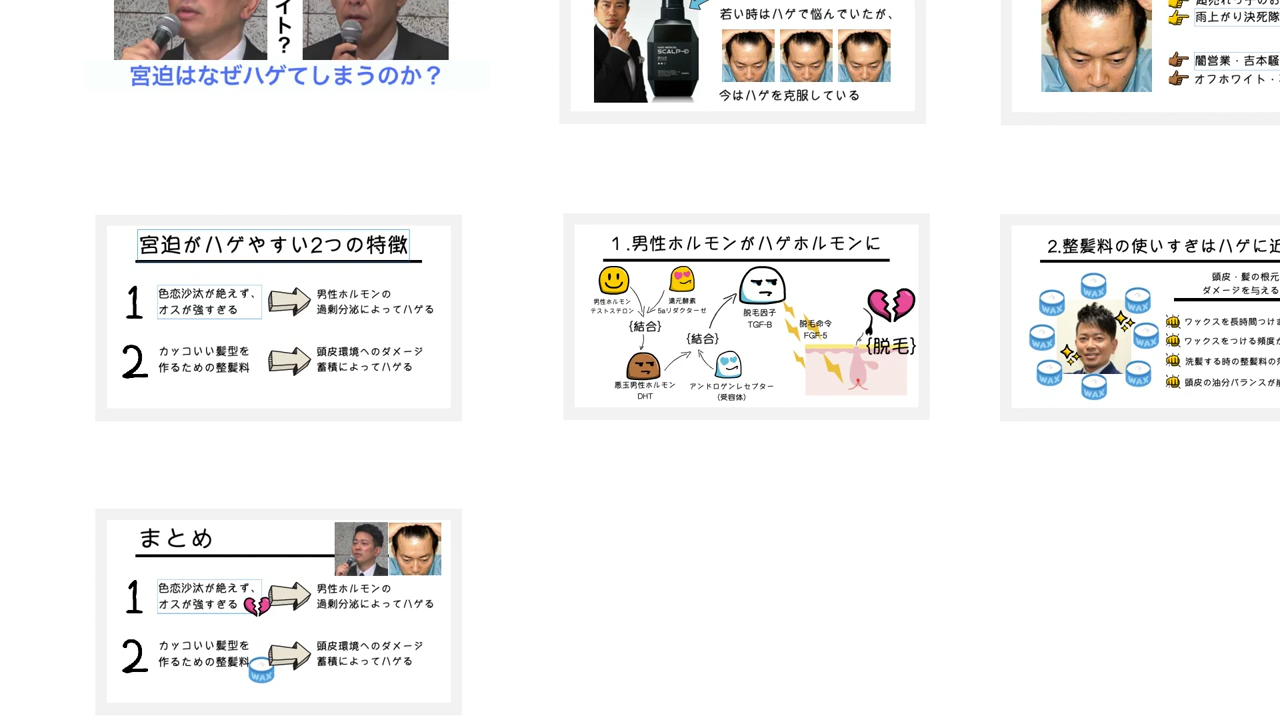 イト?
宮迫はなぜハゲてしまうのか?
SCALP-D
若い時はハゲで悩んでいたが、
今はハゲを克服している
雨上がり決死隊
闇営業・吉本騒
オフホワイト・
宮迫がハゲやすい2つの特徴
1
色恋沙汰が絶えず、
オスが強すぎる
男性ホルモンの
過剰分泌によってハゲる
2
カッコいい髪型を
作るための整髪料
頭皮環境へのダメージ
蓄積によってハゲる
1.男性ホルモンがハゲホルモンに
男性ホルモン
テストステロン
還元酵素
5aリダクターゼ
{結合}
悪玉男性ホルモン
DHT
{結合}
アンドロゲンレセプター
(受容体)
脱毛因子
TGF-B
脱毛命令
FGF-5
{脱毛}
2.整髪料の使いすぎはハゲに近
頭皮・髪の根元
ダメージを与える
WAX
WAX
WAX
WAX
WAX
WAX
WAX
WAX
ワックスを長時間つけ
ワックスをつける頻度が
洗髪する時の整髪料の
頭皮の油分バランスが
まとめ
1
色恋沙汰が絶えず、
オスが強すぎる
男性ホルモンの
過剰分泌によってハゲる
2
カッコいい髪型を
作るための整髪料
WAX
頭皮環境へのダメージ
蓄積によってハゲる